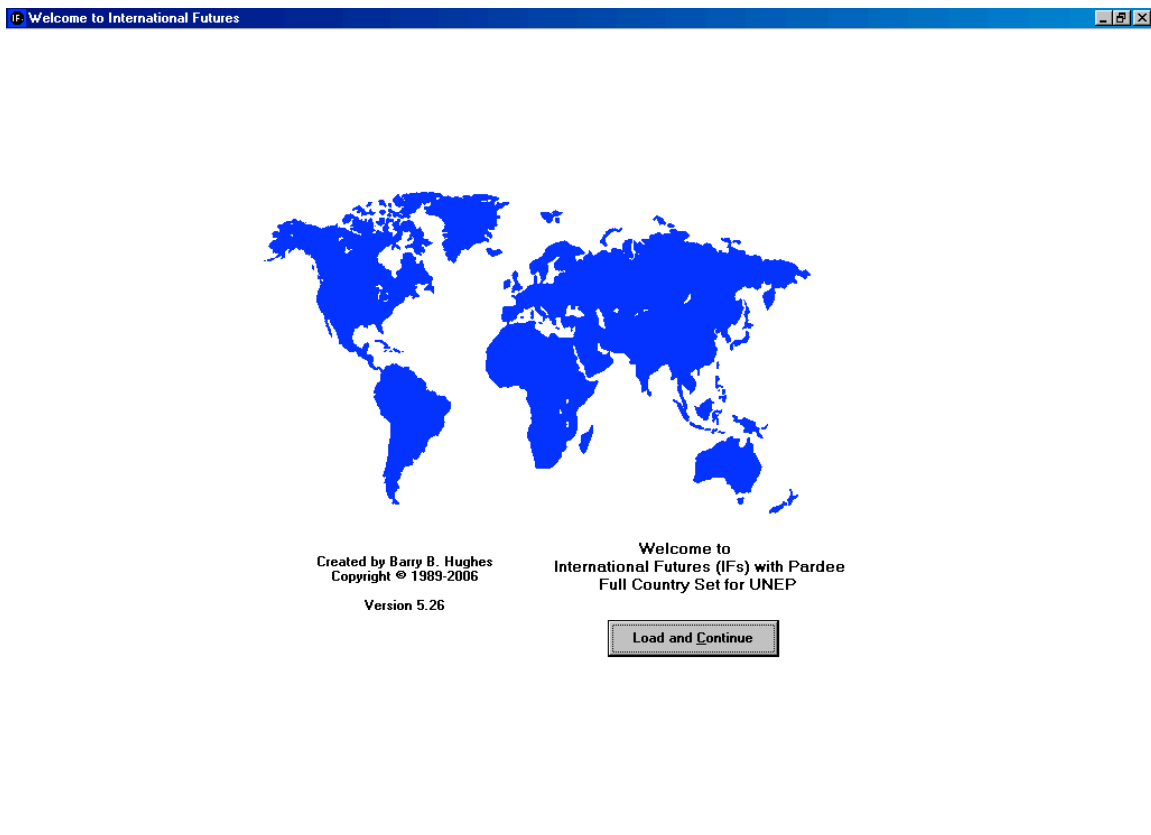 IFs Welcome to International Futures
Created by Barry B. Hughes
Copyright © 1989-2006
Version 5.26
Welcome to
International Futures (IFs) with Pardee
Full Country Set for UNEP
Load and Continue